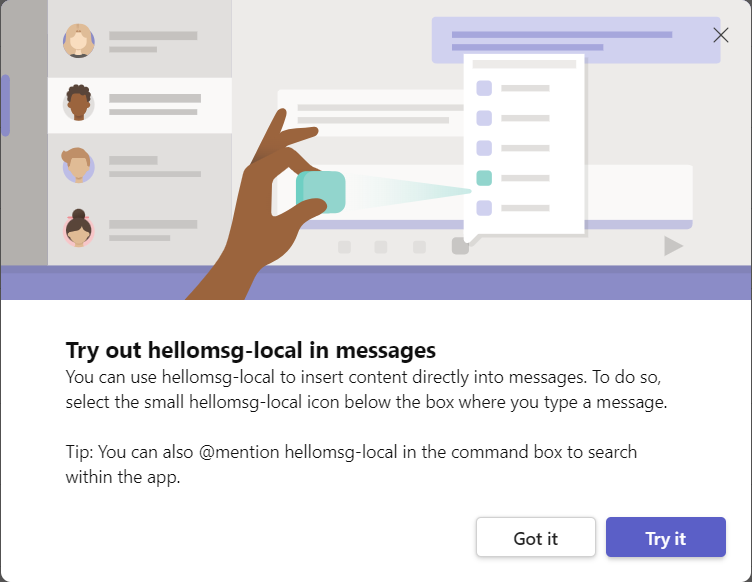 Try out hellomsg-local in messages
You can use hellomsg-local to insert content directly into messages. To do so,
select the small hellomsg-local icon below the box where you type a message.
Tip: You can also @mention hellomsg-local in the command box to search
within the app.
Got it
Try it